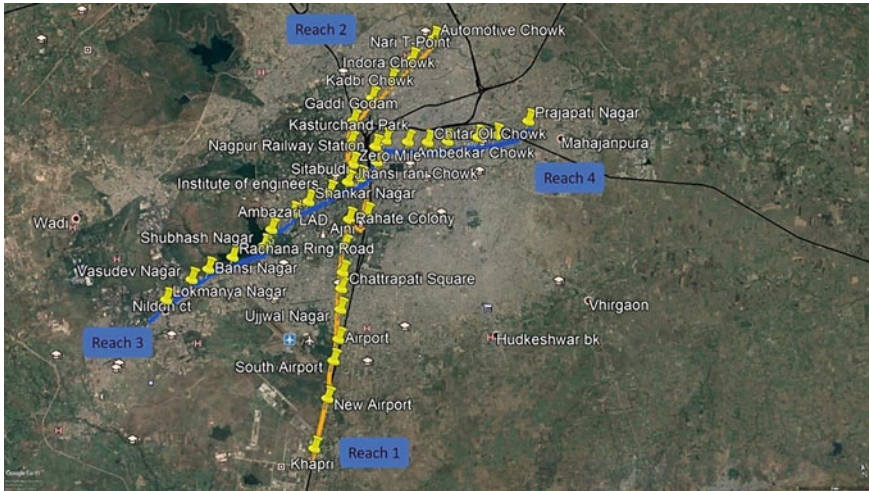 Reach 2
Automotive Chowk
Nari T-Point
Indora Chowk
Kadbi Chowk
Gaddi Godam
Prajapati Nagar
Kasturchand Park
Chitar Oli Chowk
Mahajanpura
Nagpur Railway Station
Zero Mile
Ambedkar Chowk
Sitabuldi
Jhansi rani Chowk
Reach 4
Institute of engineers
Shankar Nagar
Wadi
Ambazari
LAD
Rahate Colony
Ajni
Shubhash Nagar
Rachana Ring Road
Vasudev Nagar
Bansi Nagar
Chattrapati Square
Lokmanya Nagar
Nildoh ct
Vhirgaon
Ujjwal Nagar
Reach 3
Airport
Hudkeshwar bk
South Airport
New Airport
Reach 1
Khapri
Google Earth